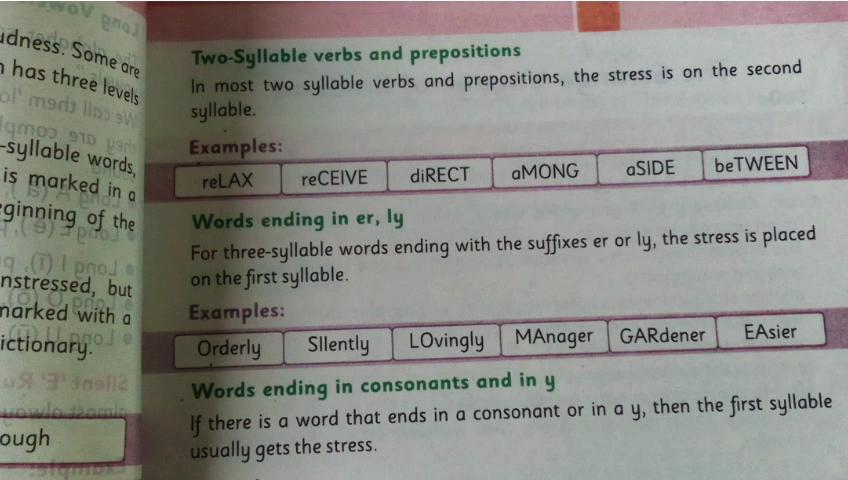 udness. Some are
has three levels
-syllable words,
is marked in a
ginning of the
nstressed, but
narked with a
ictionary.
ough
Two-Syllable verbs and prepositions
In most two syllable verbs and prepositions, the stress is on the second
syllable.
Examples:
reLAX reCEIVE diRECT aMONG aSIDE beTWEEN
Words ending in er, ly
For three-syllable words ending with the suffixes er or ly, the stress is placed
on the first syllable.
Examples:
Orderly SIlently LOvingly MAnager GARdener EAsier
Words ending in consonants and in y
If there is a word that ends in a consonant or in a y, then the first syllable
usually gets the stress.